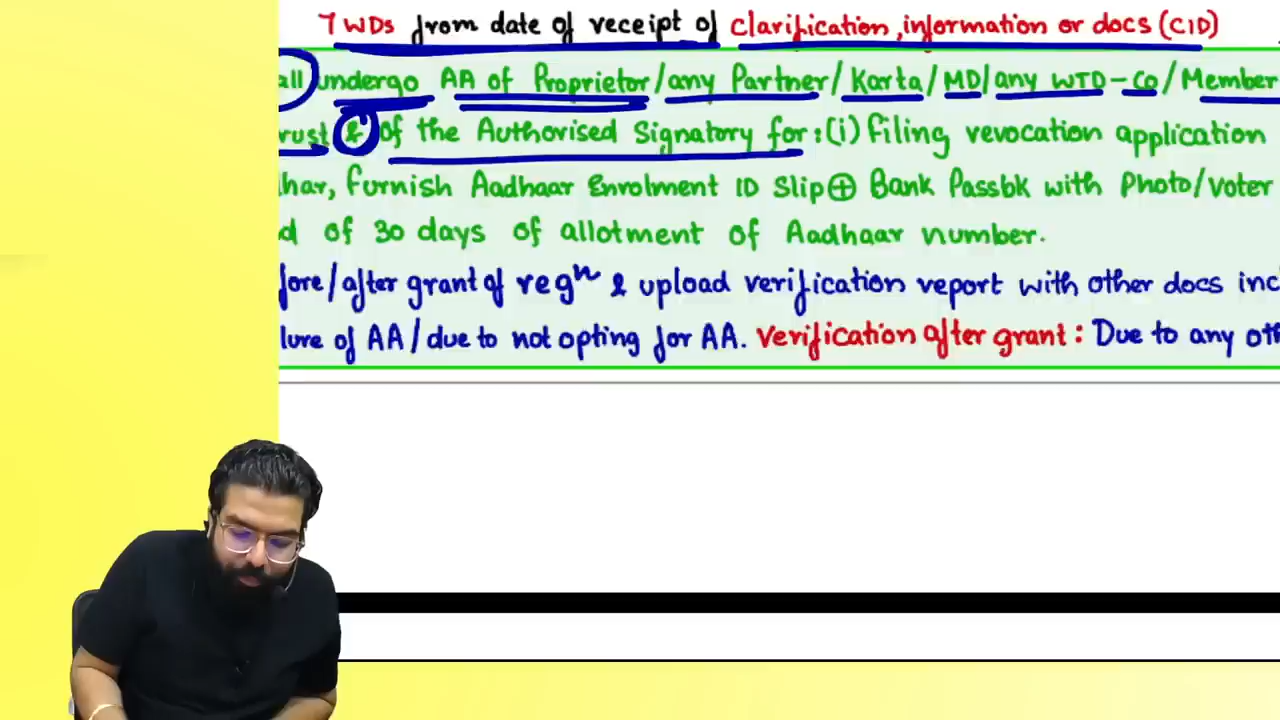 7 WDs from date of receipt of clarification, information or docs (CID)
all undergo AA of Proprietor/any Partner/Karta/MD/any WTD-Co/Member
rust & of the Authorised Signatory for: (i) filing revocation application
har, furnish Aadhaar Enrolment ID Slip ⊕ Bank Passbk with Photo/Voter
d of 30 days of allotment of Aadhaar number.
fore/after grant of regn & upload verification report with other docs inc
lure of AA/due to not opting for AA. Verification after grant: Due to any oth